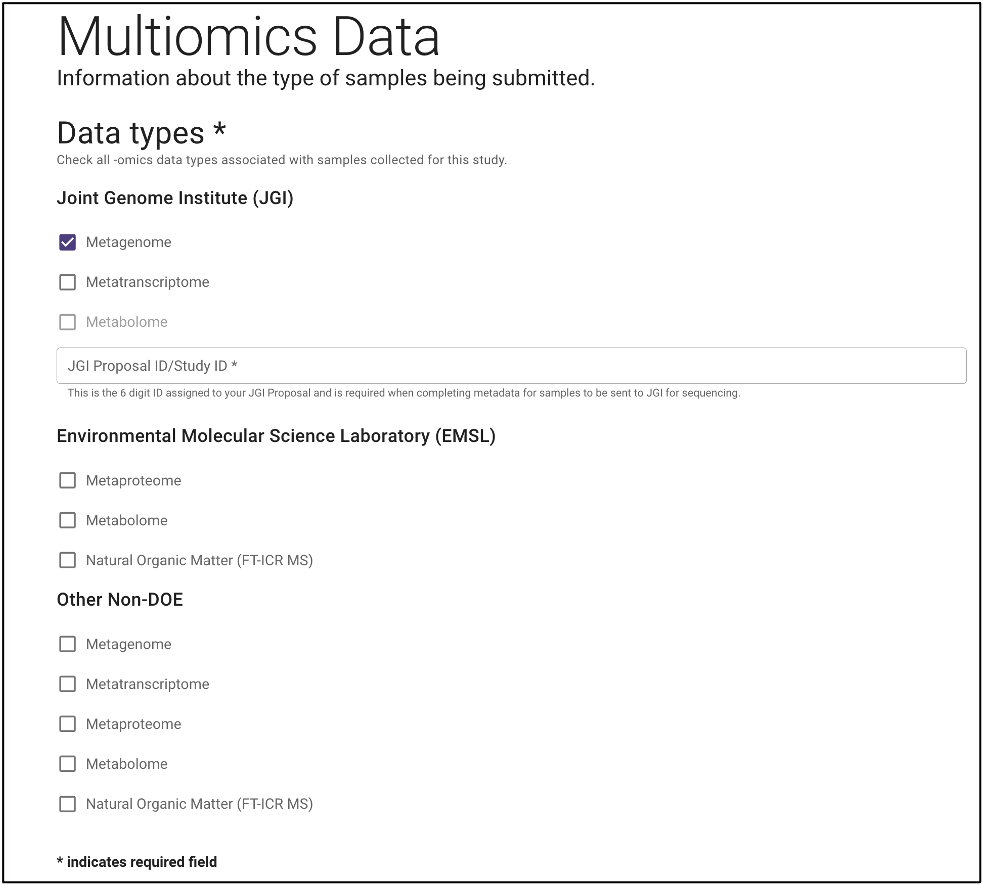 Multiomics Data
Information about the type of samples being submitted.
Data types *
Check all -omics data types associated with samples collected for this study.
Joint Genome Institute (JGI)
Metagenome
Metatranscriptome
Metabolome
JGI Proposal ID/Study ID *
This is the 6 digit ID assigned to your JGI Proposal and is required when completing metadata for samples to be sent to JGI for sequencing.
Environmental Molecular Science Laboratory (EMSL)
Metaproteome
Metabolome
Natural Organic Matter (FT-ICR MS)
Other Non-DOE
Metagenome
Metatranscriptome
Metaproteome
Metabolome
Natural Organic Matter (FT-ICR MS)
* indicates required field